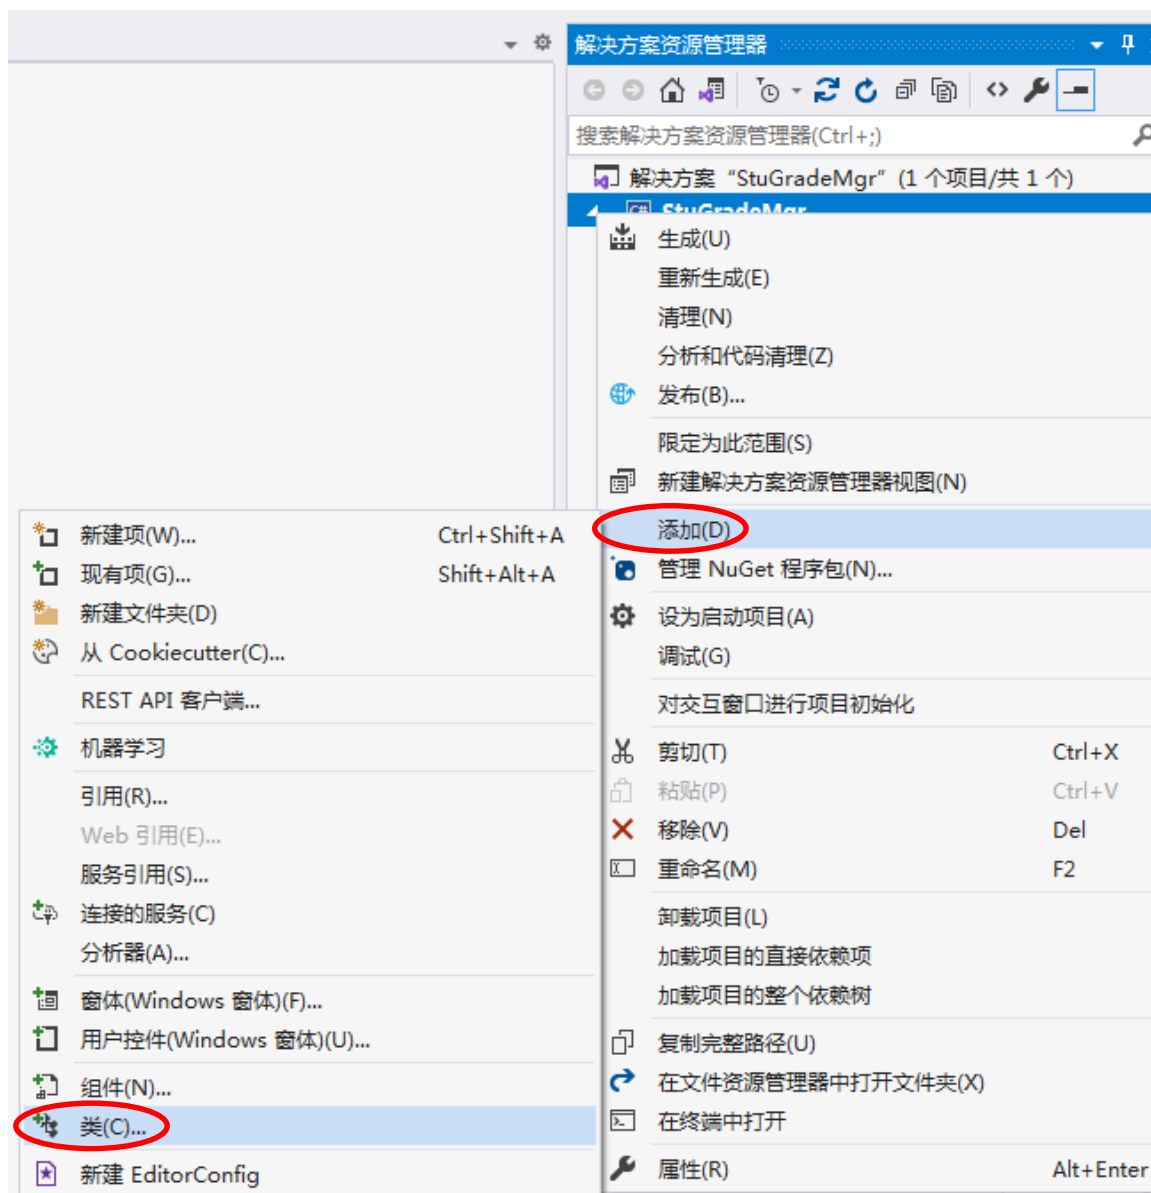 解决方案资源管理器
搜索解决方案资源管理器(Ctrl+;)
解决方案 “StuGradeMgr” (1 个项目/共 1 个)
C# StuGradeMgr
生成(U)
重新生成(E)
清理(N)
分析和代码清理(Z)
发布(B)...
限定为此范围(S)
新建解决方案资源管理器视图(N)
添加(D)
管理 NuGet 程序包(N)...
设为启动项目(A)
调试(G)
对交互窗口进行项目初始化
剪切(T) Ctrl+X
粘贴(P) Ctrl+V
移除(V) Del
重命名(M) F2
卸载项目(L)
加载项目的直接依赖项
加载项目的整个依赖树
复制完整路径(U)
在文件资源管理器中打开文件夹(X)
在终端中打开
属性(R) Alt+Enter
新建项(W)... Ctrl+Shift+A
现有项(G)... Shift+Alt+A
新建文件夹(D)
从 Cookiecutter(C)...
REST API 客户端...
机器学习
引用(R)...
Web 引用(E)...
服务引用(S)...
连接的服务(C)
分析器(A)...
窗体(Windows 窗体)(F)...
用户控件(Windows 窗体)(U)...
组件(N)...
类(C)...
新建 EditorConfig